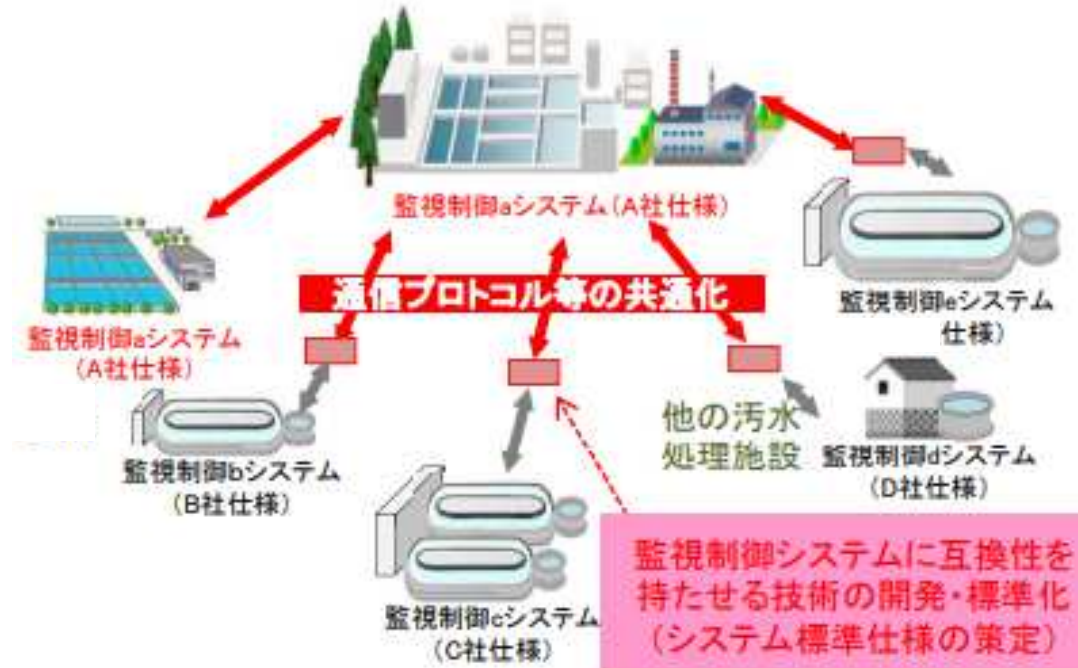 監視制御aシステム(A社仕様)
通信プロトコル等の共通化
監視制御aシステム
(A社仕様)
監視制御eシステム
仕様)
監視制御bシステム
(B社仕様)
他の汚水
処理施設
監視制御dシステム
(D社仕様)
監視制御cシステム
(C社仕様)
監視制御システムに互換性を
持たせる技術の開発・標準化
(システム標準仕様の策定)